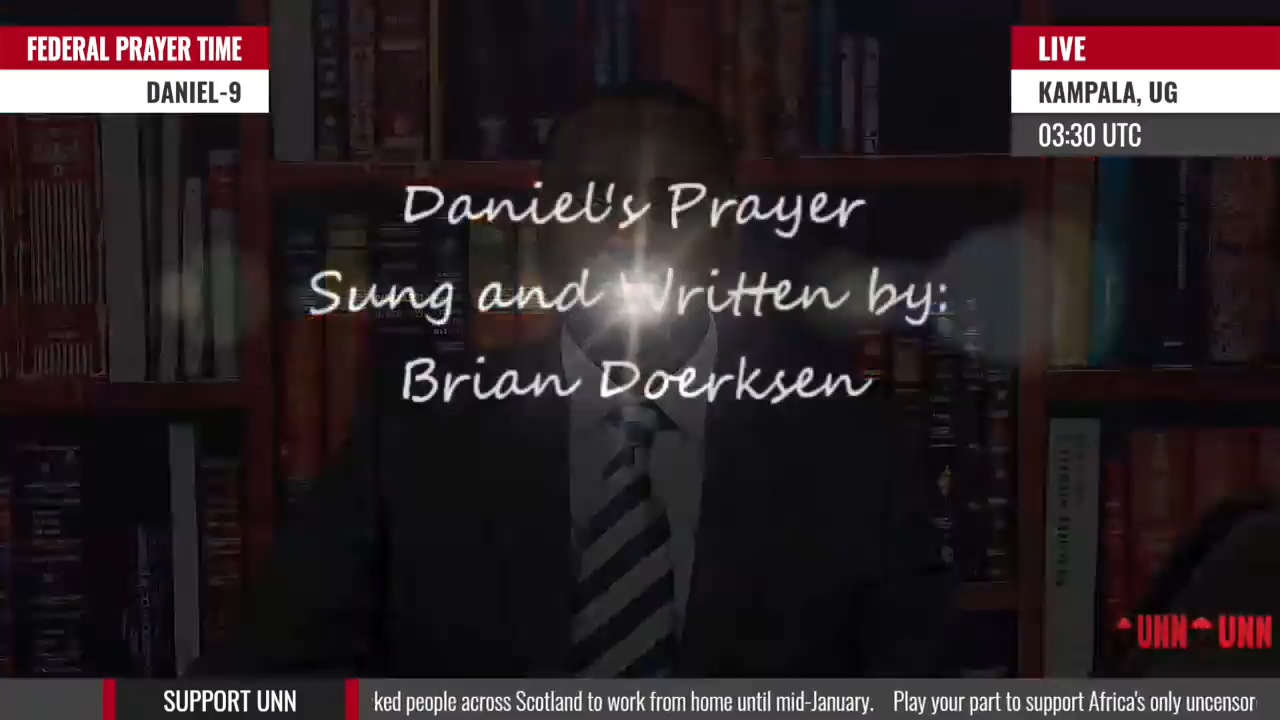 FEDERAL PRAYER TIME
DANIEL-9
LIVE
KAMPALA, UG
03:30 UTC
Daniel's Prayer
Sung and Written by:
Brian Doerksen
UNN UNN
SUPPORT UNN
ked people across Scotland to work from home until mid-January. Play your part to support Africa's only uncensor